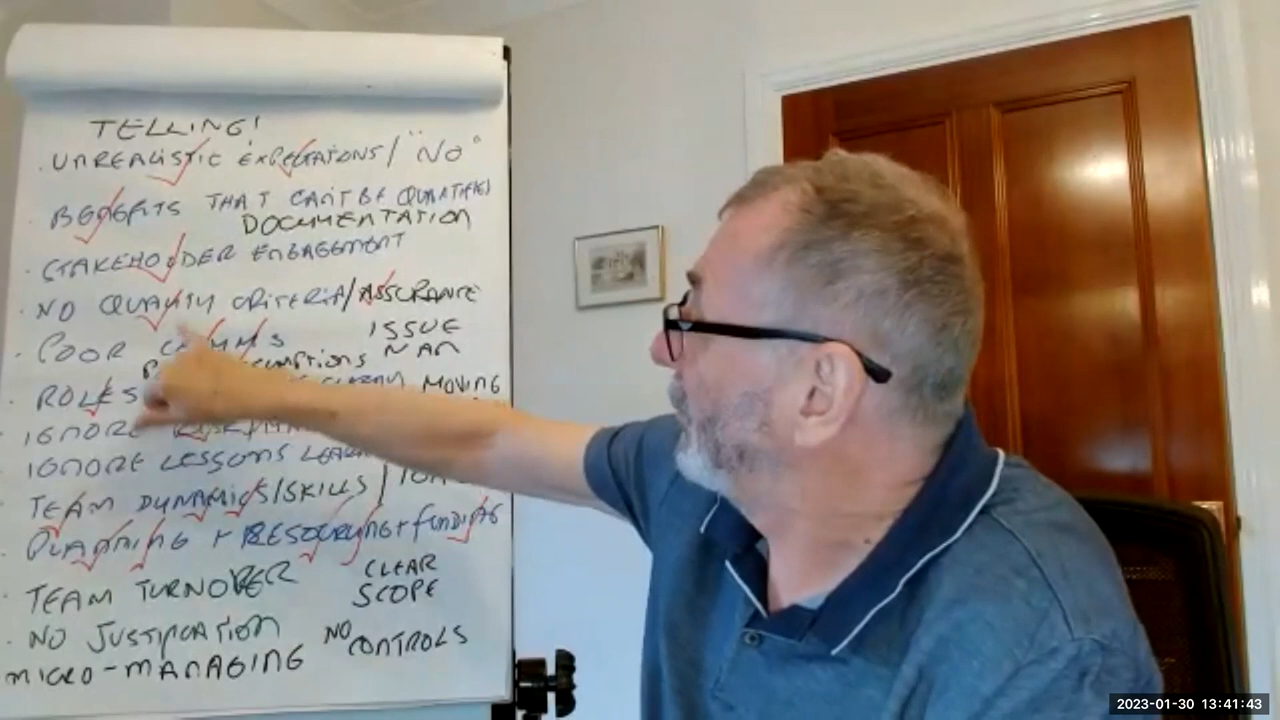 TELLING!
· UNREALISTIC EXPECTATIONS / "NO"
· BENEFITS THAT CAN'T BE QUANTIFIED
DOCUMENTATION
· STAKEHOLDER ENGAGEMENT
· NO QUALITY CRITERIA/ASSURANCE
· POOR COMMS ISSUE
MAN
· ROLES MOVING
· IGNORE
· IGNORE LESSONS
· TEAM DYNAMICS/SKILLS /
· PLANNING + RESOURCING + FUNDING
· TEAM TURNOVER CLEAR
SCOPE
· NO JUSTIFICATION NO CONTROLS
MICRO-MANAGING
2023-01-30 13:41:43